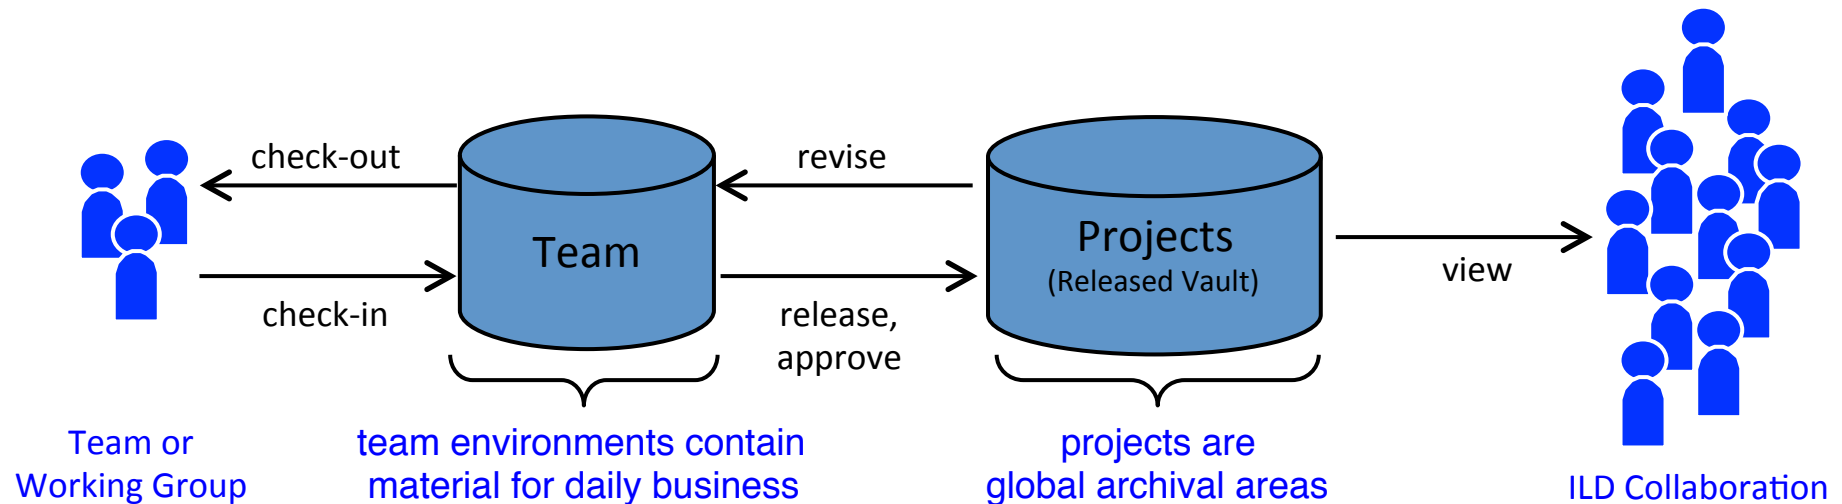 check-out
check-in
Team
revise
release,
approve
Projects
(Released Vault)
view
Team or
Working Group
team environments contain
material for daily business
projects are
global archival areas
ILD Collaboration